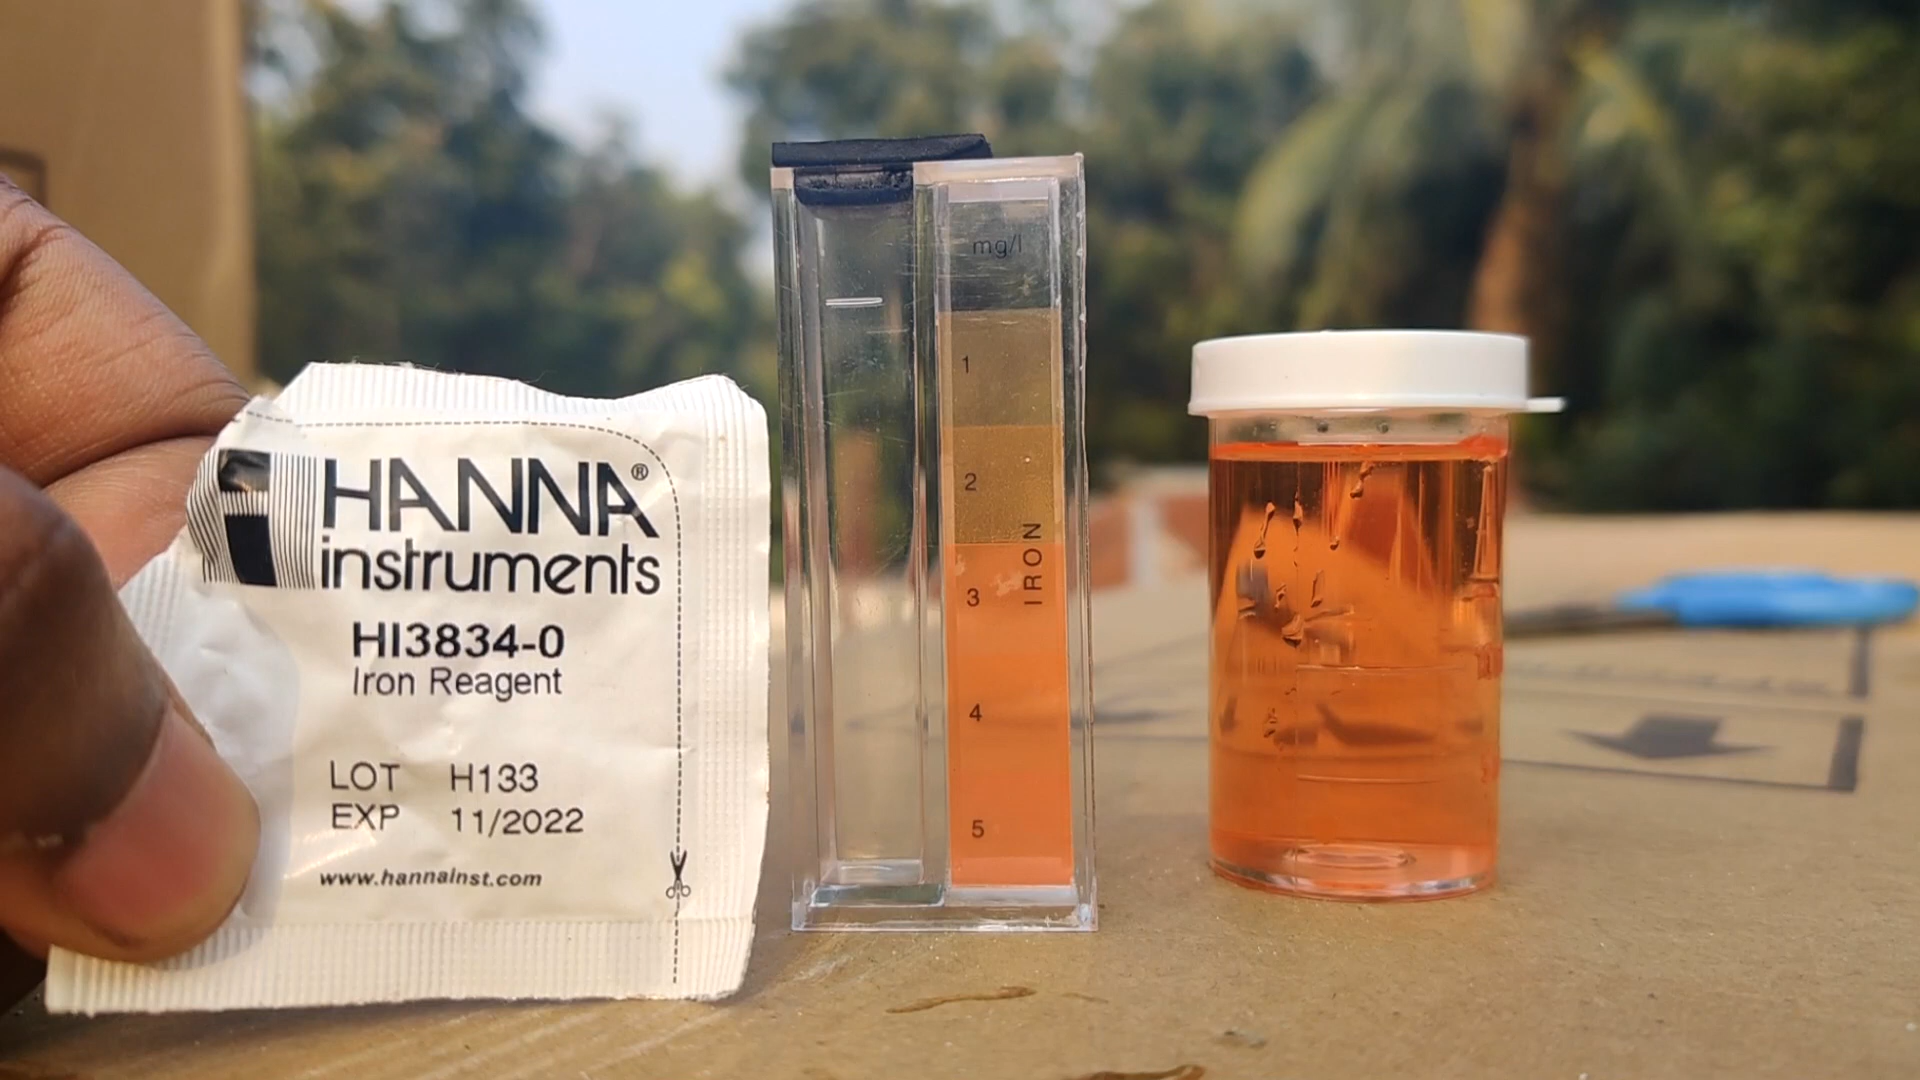 HANNA®
instruments
HI3834-0
Iron Reagent
LOT H133
EXP 11/2022
www.hannainst.com
mg/l
1
2
3
4
5
IRON